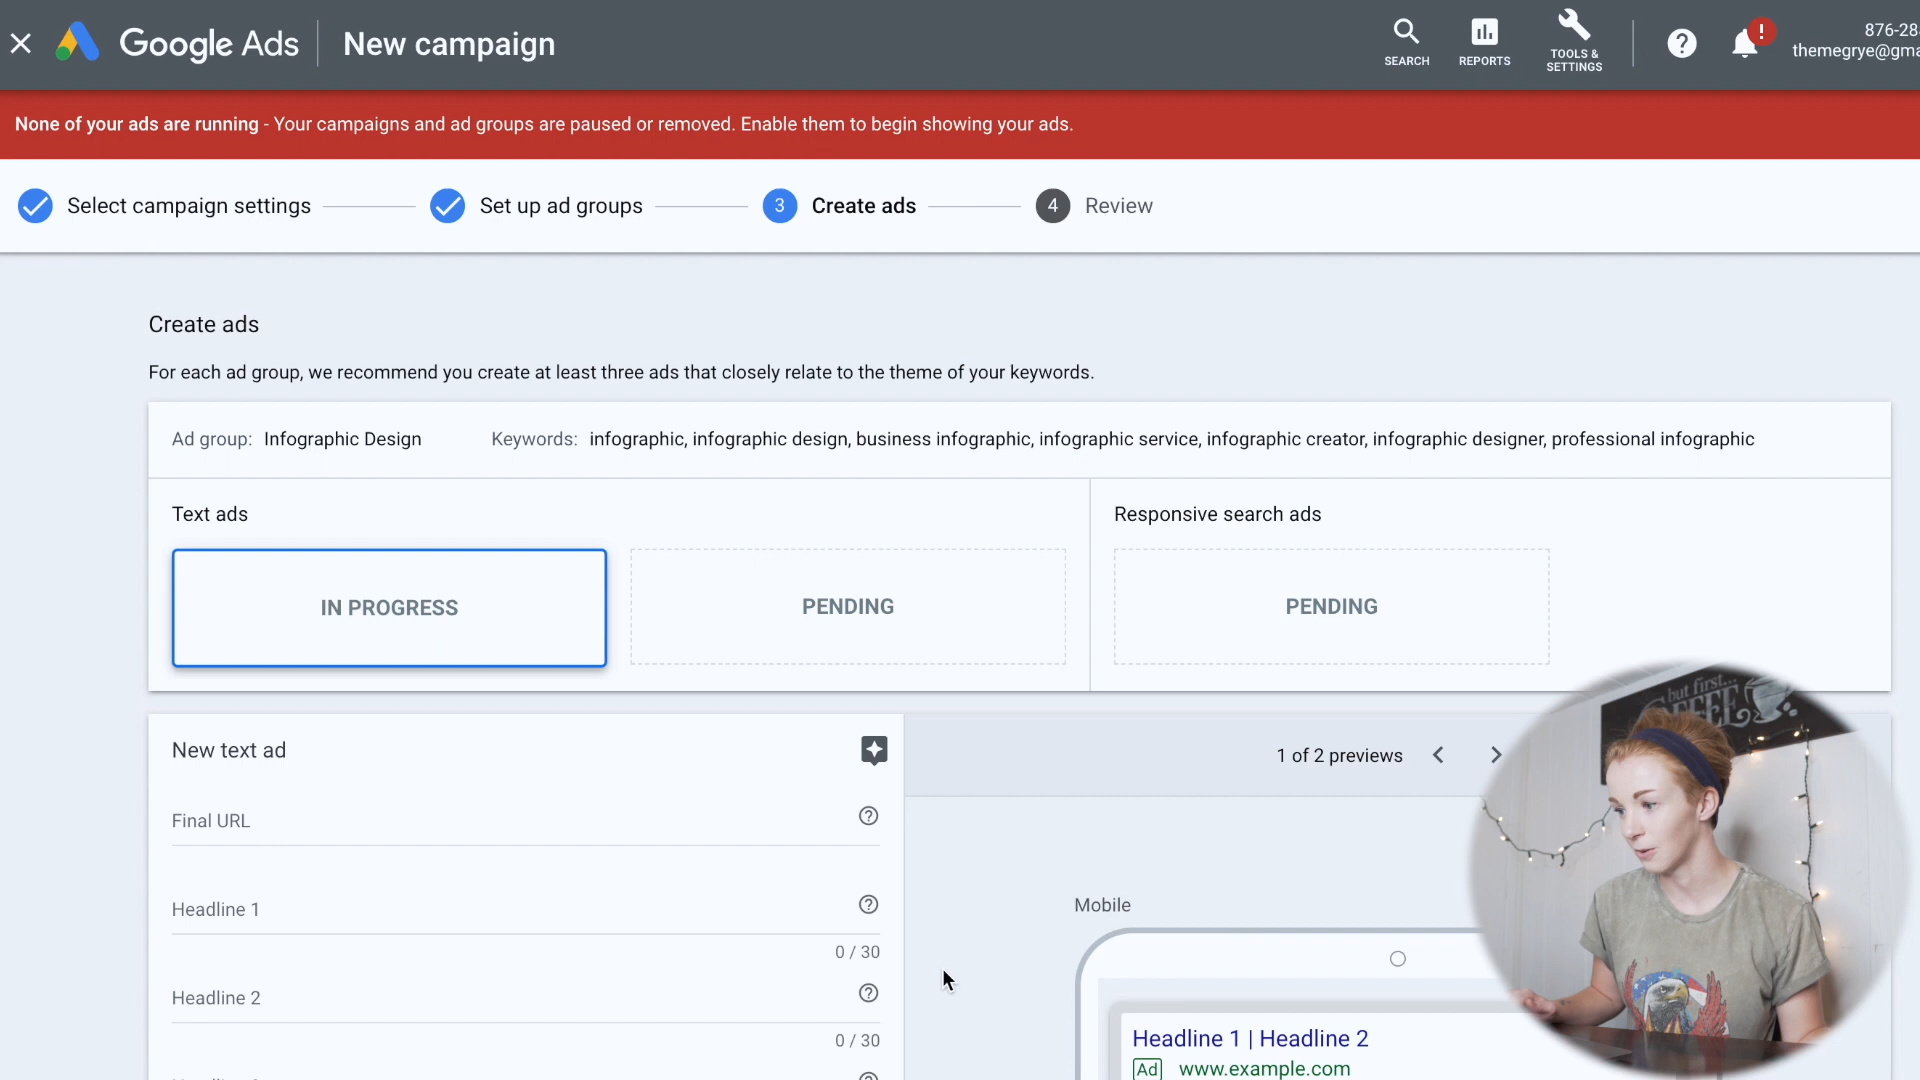 Google Ads
New campaign
SEARCH
REPORTS
TOOLS &
SETTINGS
?
!
876-28
themegrye@gma
None of your ads are running - Your campaigns and ad groups are paused or removed. Enable them to begin showing your ads.
Select campaign settings
Set up ad groups
3
Create ads
4
Review
Create ads
For each ad group, we recommend you create at least three ads that closely relate to the theme of your keywords.
Ad group: Infographic Design
Keywords: infographic, infographic design, business infographic, infographic service, infographic creator, infographic designer, professional infographic
Text ads
Responsive search ads
IN PROGRESS
PENDING
PENDING
New text ad
1 of 2 previews
Final URL
?
Headline 1
?
0 / 30
Headline 2
?
0 / 30
Mobile
Headline 1 | Headline 2
Ad www.example.com
but first...